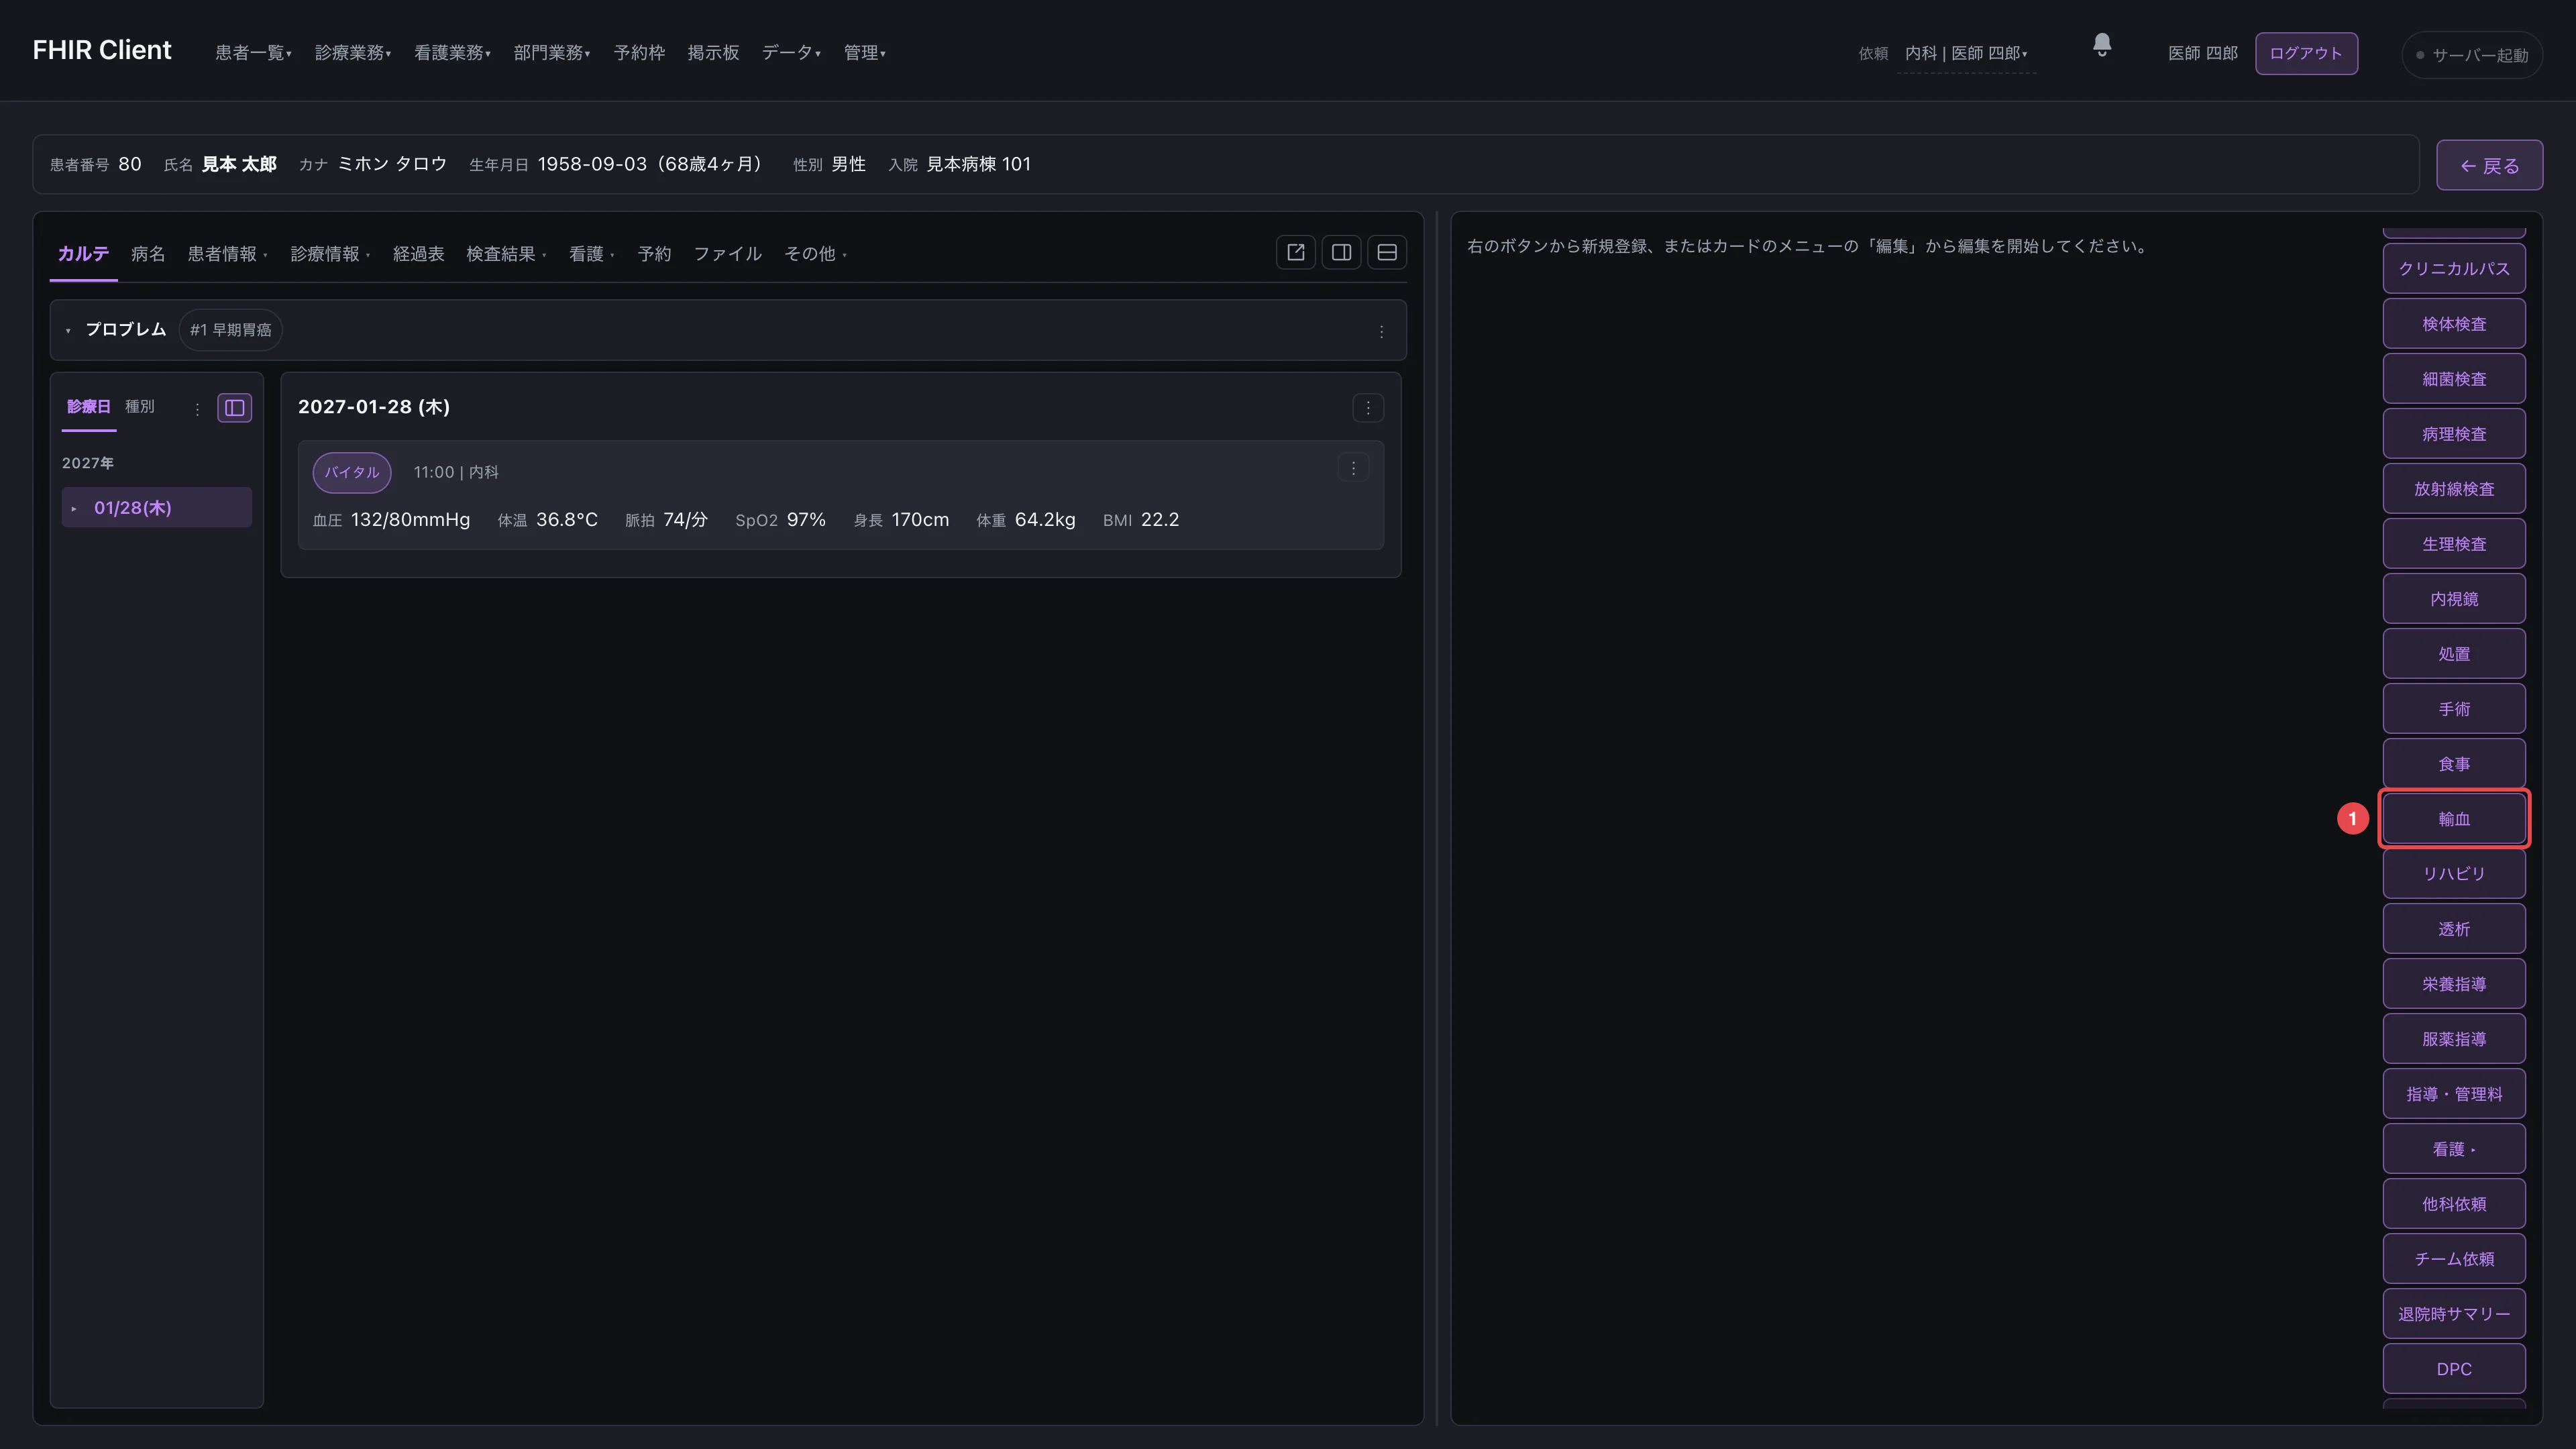 FHIR Client
患者一覧▾ 診療業務▾ 看護業務▾ 部門業務▾ 予約枠 掲示板 データ▾ 管理▾
依頼 内科 | 医師 四郎▾ 医師 四郎 ログアウト サーバー起動
患者番号 80 氏名 見本 太郎 カナ ミホン タロウ 生年月日 1958-09-03（68歳4ヶ月） 性別 男性 入院 見本病棟 101
← 戻る
カルテ 病名 患者情報 診療情報 経過表 検査結果 看護 予約 ファイル その他
プロブレム #1 早期胃癌
診療日 種別
2027年
01/28(木)
2027-01-28 (木)
バイタル 11:00 | 内科
血圧 132/80mmHg 体温 36.8°C 脈拍 74/分 SpO2 97% 身長 170cm 体重 64.2kg BMI 22.2
右のボタンから新規登録、またはカードのメニューの「編集」から編集を開始してください。
クリニカルパス
検体検査
細菌検査
病理検査
放射線検査
生理検査
内視鏡
処置
手術
食事
1 輸血
リハビリ
透析
栄養指導
服薬指導
指導・管理料
看護
他科依頼
チーム依頼
退院時サマリー
DPC